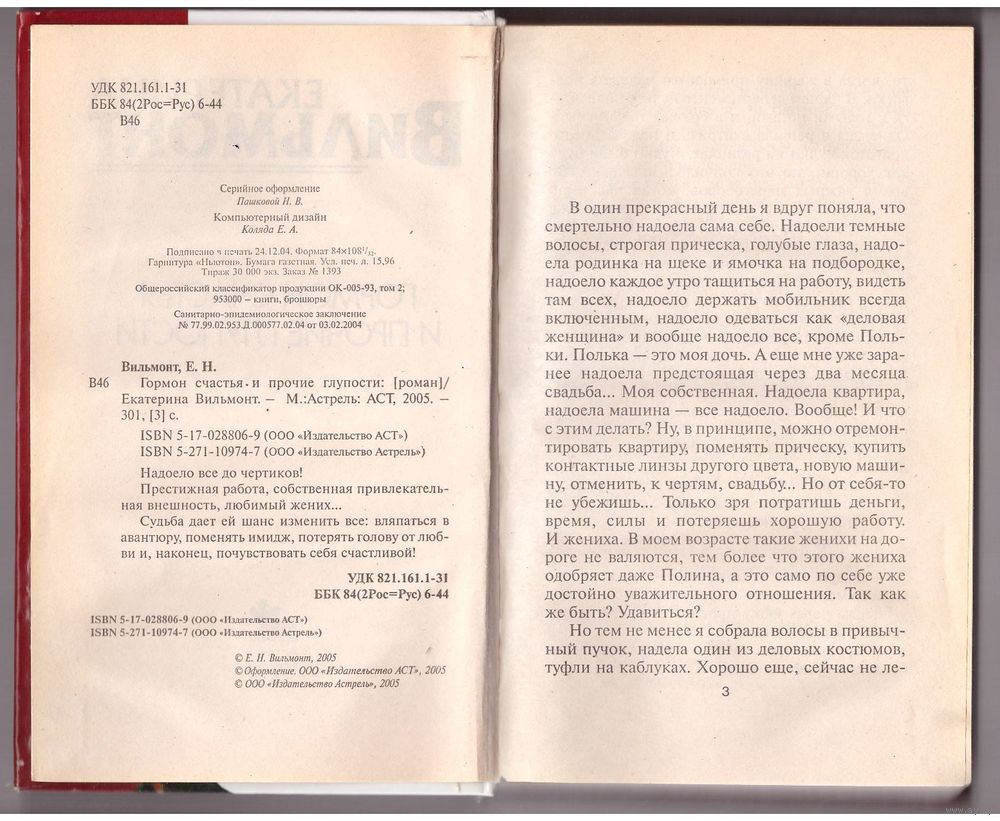 УДК 821.161.1-31
ББК 84(2Рос=Рус) 6-44
В46
Серийное оформление
Пашковой Н. В.
Компьютерный дизайн
Коляда Е. А.
Подписано в печать 24.12.04. Формат 84×108¹/₃₂.
Гарнитура «Ньютон». Бумага газетная. Усл. печ. л. 15,96
Тираж 30 000 экз. Заказ № 1393
Общероссийский классификатор продукции ОК-005-93, том 2;
953000 – книги, брошюры
Санитарно-эпидемиологическое заключение
№ 77.99.02.953.Д.000577.02.04 от 03.02.2004
Вильмонт, Е. Н.
В46 Гормон счастья и прочие глупости: [роман]/
Екатерина Вильмонт. – М.:Астрель: АСТ, 2005. –
301, [3] с.
ISBN 5-17-028806-9 (ООО «Издательство АСТ»)
ISBN 5-271-10974-7 (ООО «Издательство Астрель»)
Надоело все до чертиков!
Престижная работа, собственная привлекатель-
ная внешность, любимый жених...
Судьба дает ей шанс изменить все: вляпаться в
авантюру, поменять имидж, потерять голову от люб-
ви и, наконец, почувствовать себя счастливой!
УДК 821.161.1-31
ББК 84(2Рос=Рус) 6-44
ISBN 5-17-028806-9 (ООО «Издательство АСТ»)
ISBN 5-271-10974-7 (ООО «Издательство Астрель»)
© Е. Н. Вильмонт, 2005
© Оформление. ООО «Издательство АСТ», 2005
© ООО «Издательство Астрель», 2005
В один прекрасный день я вдруг поняла, что
смертельно надоела сама себе. Надоели темные
волосы, строгая прическа, голубые глаза, надо-
ела родинка на щеке и ямочка на подбородке,
надоело каждое утро тащиться на работу, видеть
там всех, надоело держать мобильник всегда
включенным, надоело одеваться как «деловая
женщина» и вообще надоело все, кроме Поль-
ки. Полька — это моя дочь. А еще мне уже зара-
нее надоела предстоящая через два месяца
свадьба... Моя собственная. Надоела квартира,
надоела машина — все надоело. Вообще! И что
с этим делать? Ну, в принципе, можно отремон-
тировать квартиру, поменять прическу, купить
контактные линзы другого цвета, новую маши-
ну, отменить, к чертям, свадьбу... Но от себя-то
не убежишь... Только зря потратишь деньги,
время, силы и потеряешь хорошую работу.
И жениха. В моем возрасте такие женихи на до-
роге не валяются, тем более что этого жениха
одобряет даже Полина, а это само по себе уже
достойно уважительного отношения. Так как
же быть? Удавиться?
Но тем не менее я собрала волосы в привыч-
ный пучок, надела один из деловых костюмов,
туфли на каблуках. Хорошо еще, сейчас не ле-
3